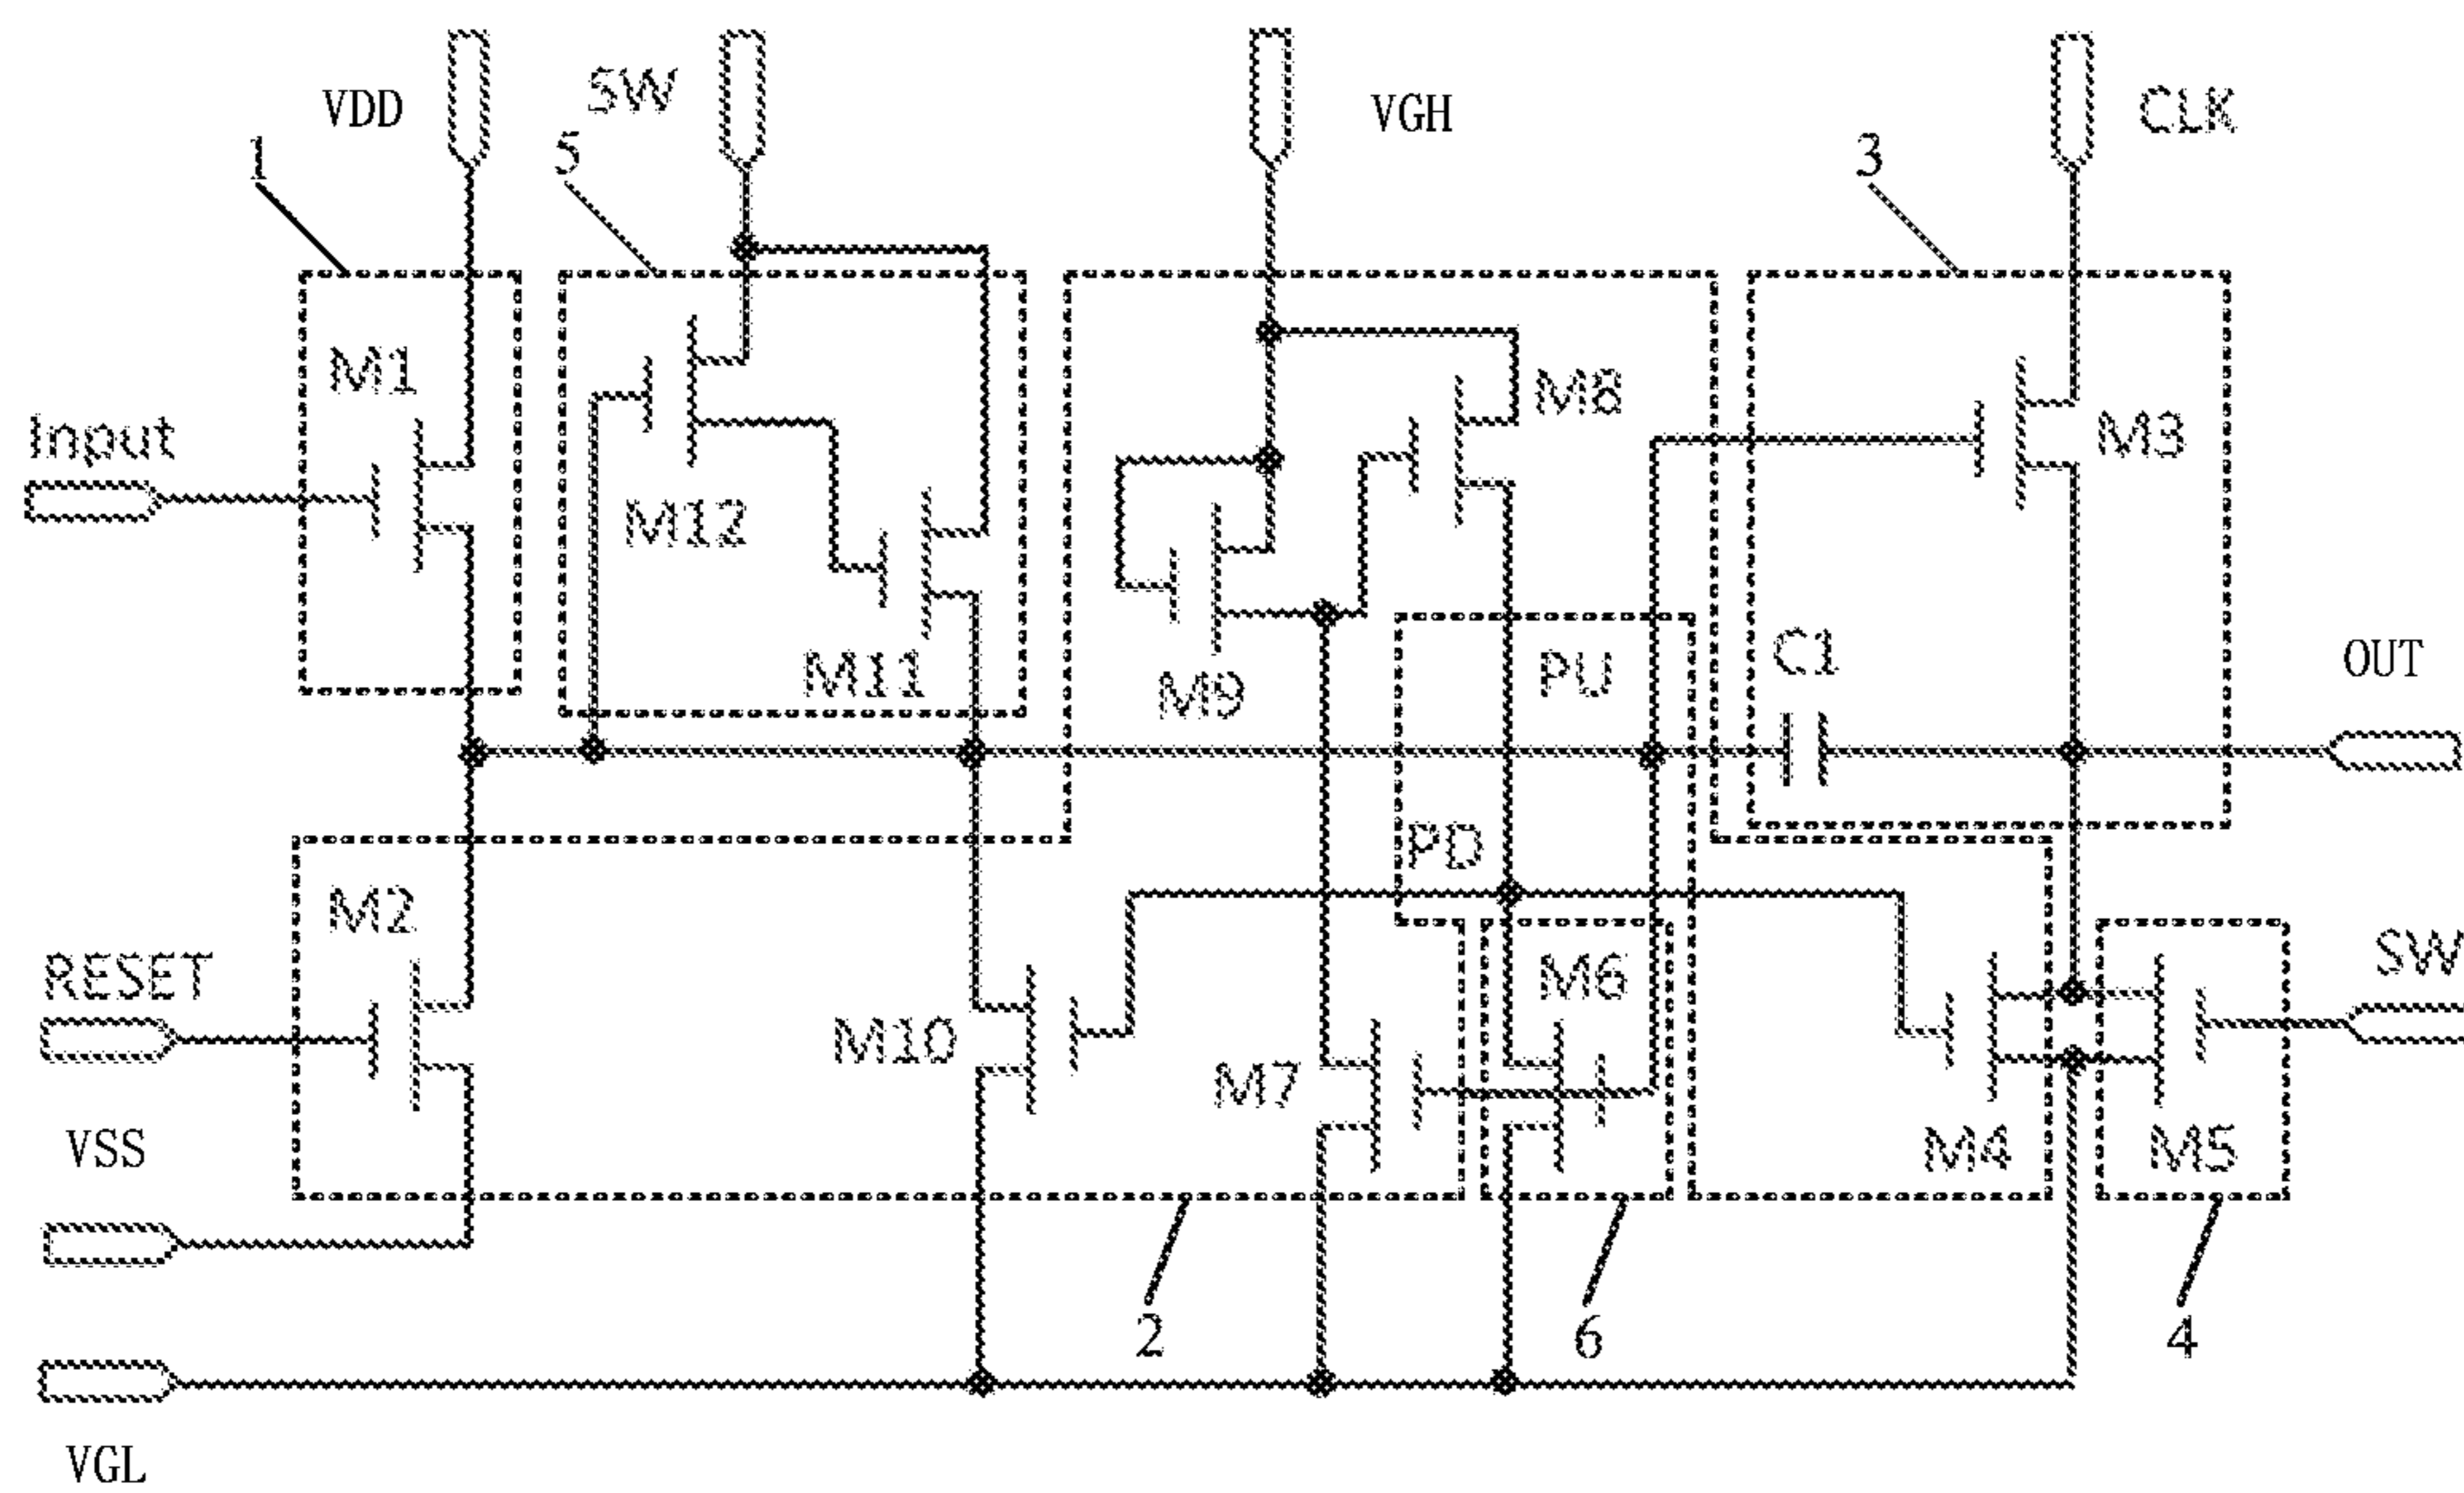 VDD
SW
VGH
CLK
1
5
3
M1
M8
M3
Input
M12
M11
M9
PU
C1
OUT
PD
M2
RESET
M10
M7
M6
SW
M4
M5
VSS
2
6
4
VGL